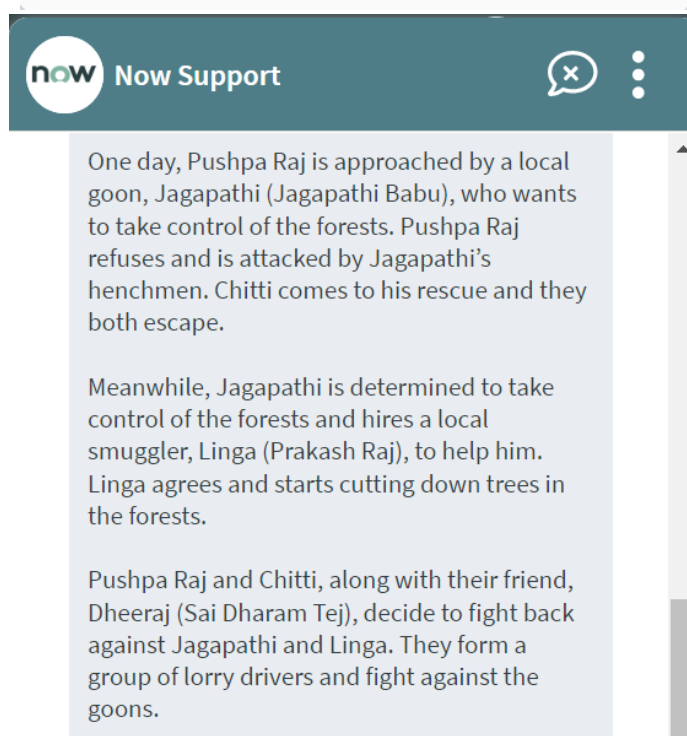 now Now Support
One day, Pushpa Raj is approached by a local
goon, Jagapathi (Jagapathi Babu), who wants
to take control of the forests. Pushpa Raj
refuses and is attacked by Jagapathi’s
henchmen. Chitti comes to his rescue and they
both escape.
Meanwhile, Jagapathi is determined to take
control of the forests and hires a local
smuggler, Linga (Prakash Raj), to help him.
Linga agrees and starts cutting down trees in
the forests.
Pushpa Raj and Chitti, along with their friend,
Dheeraj (Sai Dharam Tej), decide to fight back
against Jagapathi and Linga. They form a
group of lorry drivers and fight against the
goons.